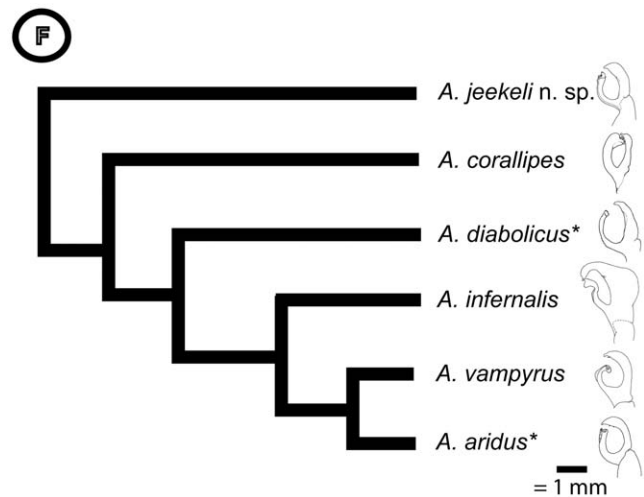 F
A. jeekeli n. sp.
A. corallipes
A. diabolicus*
A. infernalis
A. vampyrus
A. aridus*
= 1 mm